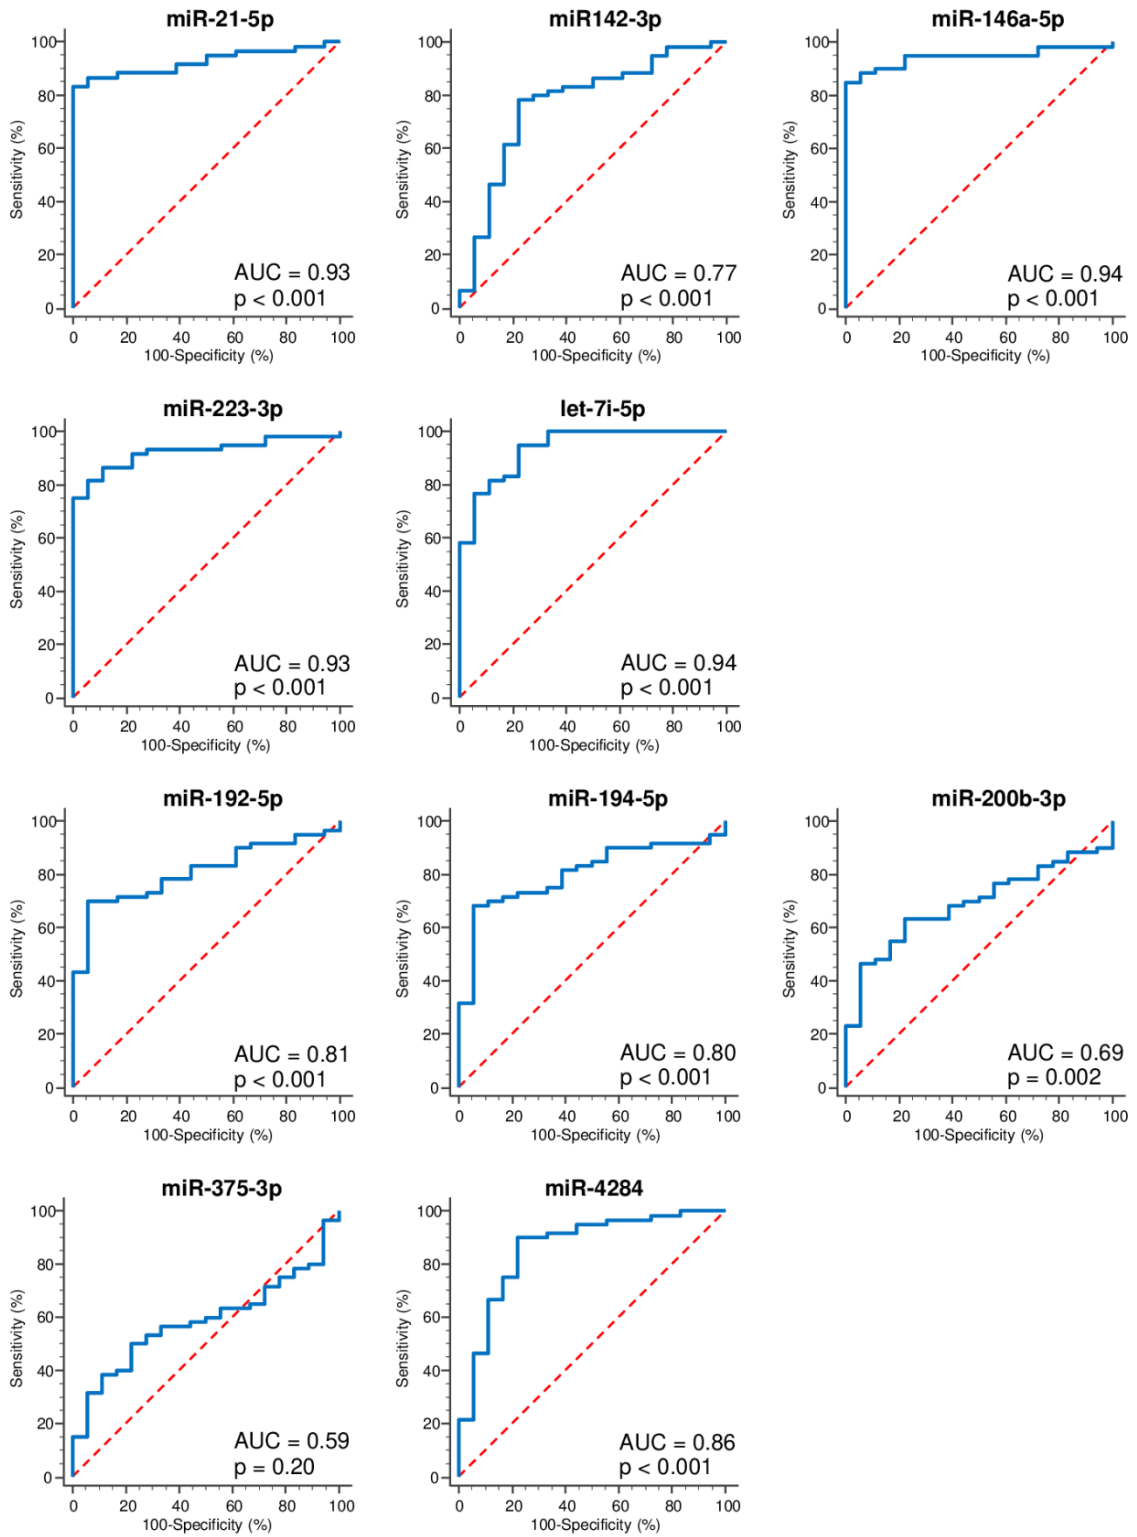 miR-21-5p
100
80
60
40
20
0
Sensitivity (%)
AUC = 0.93
p < 0.001
0 20 40 60 80 100
100-Specificity (%)
miR142-3p
100
80
60
40
20
0
Sensitivity (%)
AUC = 0.77
p < 0.001
0 20 40 60 80 100
100-Specificity (%)
miR-146a-5p
100
80
60
40
20
0
Sensitivity (%)
AUC = 0.94
p < 0.001
0 20 40 60 80 100
100-Specificity (%)
miR-223-3p
100
80
60
40
20
0
Sensitivity (%)
AUC = 0.93
p < 0.001
0 20 40 60 80 100
100-Specificity (%)
let-7i-5p
100
80
60
40
20
0
Sensitivity (%)
AUC = 0.94
p < 0.001
0 20 40 60 80 100
100-Specificity (%)
miR-192-5p
100
80
60
40
20
0
Sensitivity (%)
AUC = 0.81
p < 0.001
0 20 40 60 80 100
100-Specificity (%)
miR-194-5p
100
80
60
40
20
0
Sensitivity (%)
AUC = 0.80
p < 0.001
0 20 40 60 80 100
100-Specificity (%)
miR-200b-3p
100
80
60
40
20
0
Sensitivity (%)
AUC = 0.69
p = 0.002
0 20 40 60 80 100
100-Specificity (%)
miR-375-3p
100
80
60
40
20
0
Sensitivity (%)
AUC = 0.59
p = 0.20
0 20 40 60 80 100
100-Specificity (%)
miR-4284
100
80
60
40
20
0
Sensitivity (%)
AUC = 0.86
p < 0.001
0 20 40 60 80 100
100-Specificity (%)